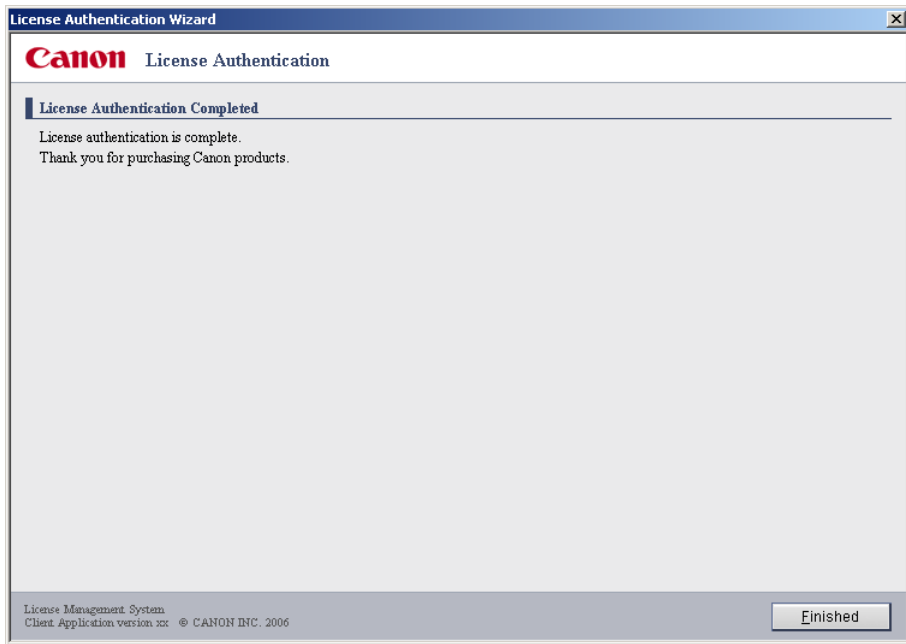 License Authentication Wizard
Canon License Authentication
License Authentication Completed
License authentication is complete.
Thank you for purchasing Canon products.
License Management System
Client Application version xx © CANON INC. 2006
Finished